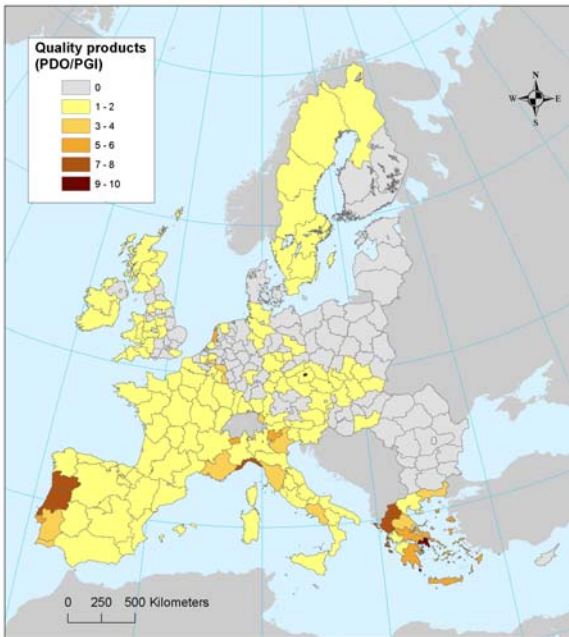 Quality products
(PDO/PGI)
0
1 - 2
3 - 4
5 - 6
7 - 8
9 - 10
N
W E
S
0 250 500 Kilometers